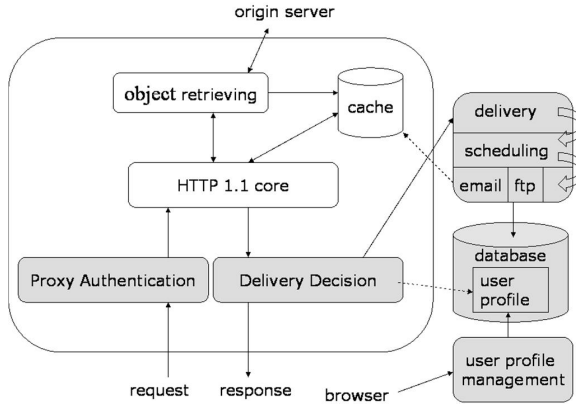 origin server
object retrieving
cache
delivery
scheduling
email ftp
HTTP 1.1 core
Proxy Authentication
Delivery Decision
database
user
profile
user profile
management
request
response
browser